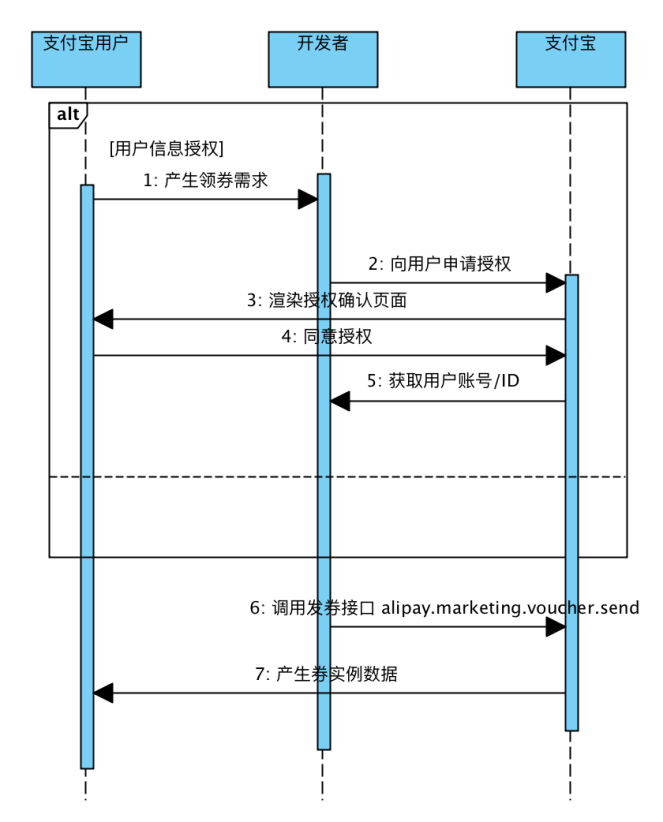 支付宝用户
开发者
支付宝
alt
[用户信息授权]
1: 产生领券需求
2: 向用户申请授权
3: 渲染授权确认页面
4: 同意授权
5: 获取用户账号/ID
6: 调用发券接口 alipay.marketing.voucher.send
7: 产生券实例数据